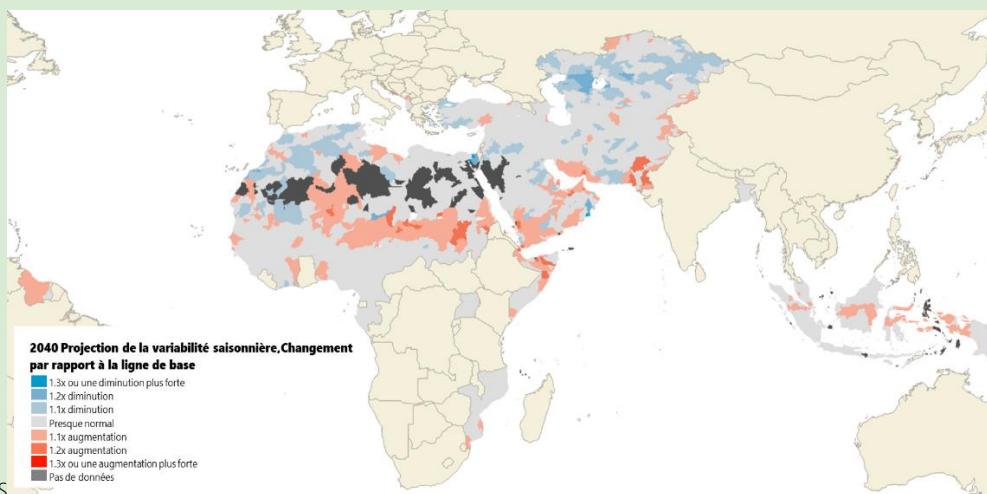 2040 Projection de la variabilité saisonnière,Changement
par rapport à la ligne de base
1.3x ou une diminution plus forte
1.2x diminution
1.1x diminution
Presque normal
1.1x augmentation
1.2x augmentation
1.3x ou une augmentation plus forte
Pas de données
S